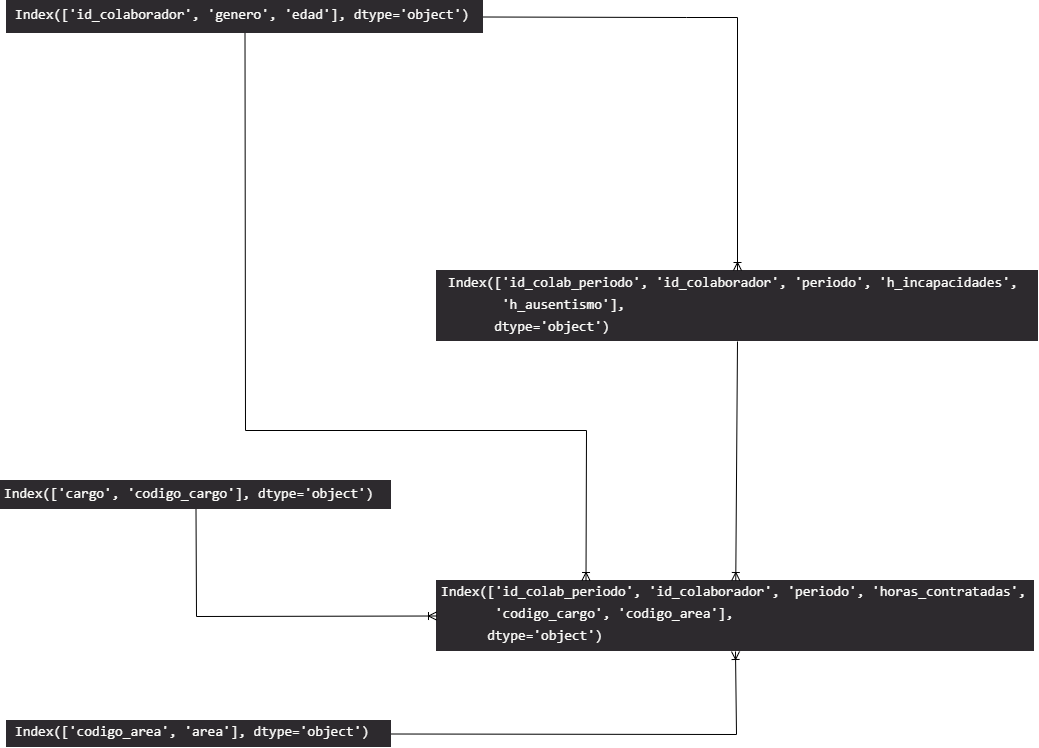 Index(['id_colaborador', 'genero', 'edad'], dtype='object')
Index(['id_colab_periodo', 'id_colaborador', 'periodo', 'h_incapacidades',
'h_ausentismo'],
dtype='object')
Index(['cargo', 'codigo_cargo'], dtype='object')
Index(['id_colab_periodo', 'id_colaborador', 'periodo', 'horas_contratadas',
'codigo_cargo', 'codigo_area'],
dtype='object')
Index(['codigo_area', 'area'], dtype='object')